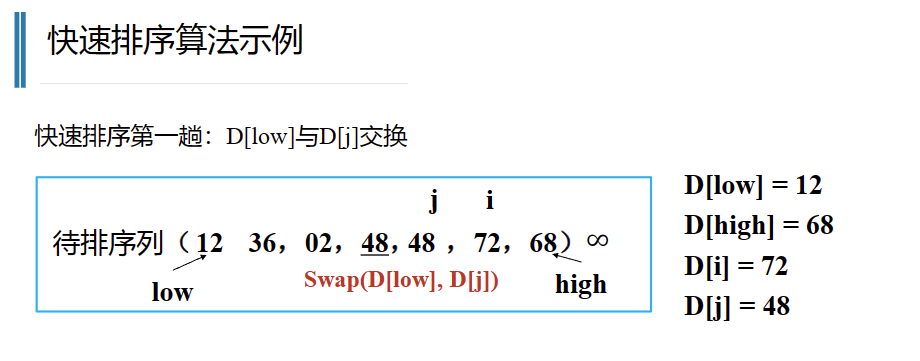 快速排序算法示例
快速排序第一趟：D[low]与D[j]交换
j i
待排序列（12 36，02，48，48，72，68）∞
low
Swap(D[low], D[j])
high
D[low] = 12
D[high] = 68
D[i] = 72
D[j] = 48